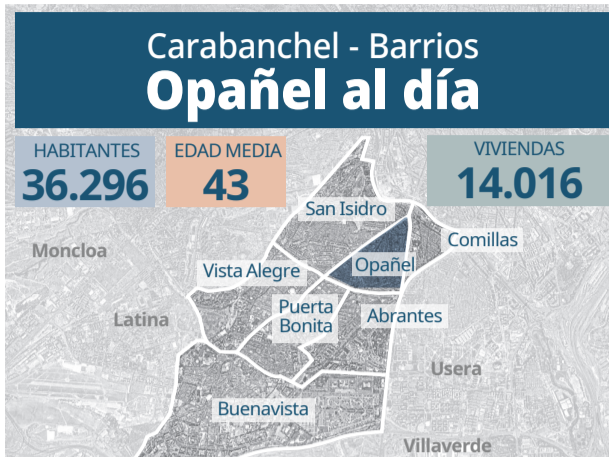 Carabanchel - Barrios
Opañel al día
HABITANTES
36.296
EDAD MEDIA
43
VIVIENDAS
14.016
San Isidro
Comillas
Moncloa
Vista Alegre
Opañel
Puerta
Bonita
Abrantes
Latina
Usera
Buenavista
Villaverde